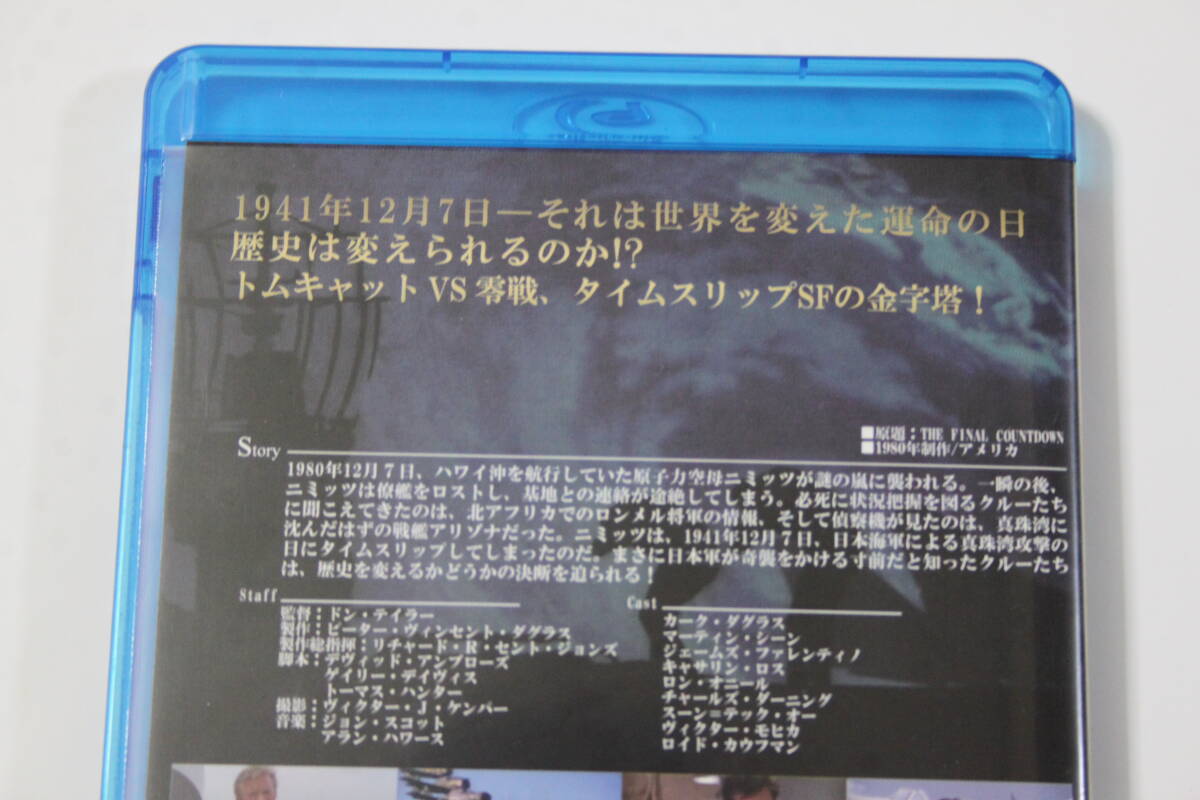 1941年12月7日―それは世界を変えた運命の日
歴史は変えられるのか!?
トムキャット VS 零戦、タイムスリップSFの金字塔！
■原題：THE FINAL COUNTDOWN
■1980年制作/アメリカ
Story
1980年12月7日、ハワイ沖を航行していた原子力空母ニミッツが謎の嵐に襲われる。一瞬の後、
ニミッツは僚艦をロストし、基地との連絡が途絶してしまう。必死に状況把握を図るクルーたち
に聞こえてきたのは、北アフリカでのロンメル将軍の情報、そして偵察機が見たのは、真珠湾に
沈んだはずの戦艦アリゾナだった。ニミッツは、1941年12月7日、日本海軍による真珠湾攻撃の
日にタイムスリップしてしまったのだ。まさに日本軍が奇襲をかける寸前だと知ったクルーたち
は、歴史を変えるかどうかの決断を迫られる！
Staff
監督：ドン・テイラー
製作：ピーター・ヴィンセント・ダグラス
製作総指揮：リチャード・R・セント・ジョンズ
脚本：デヴィッド・アンブローズ
ゲイリー・デイヴィス
トーマス・ハンター
撮影：ヴィクター・J・ケンパー
音楽：ジョン・スコット
アラン・ハワース
Cast
カーク・ダグラス
マーティン・シーン
ジェームズ・ファレンティノ
キャサリン・ロス
ロン・オニール
チャールズ・ダーニング
スーン＝テック・オー
ヴィクター・モヒカ
ロイド・カウフマン